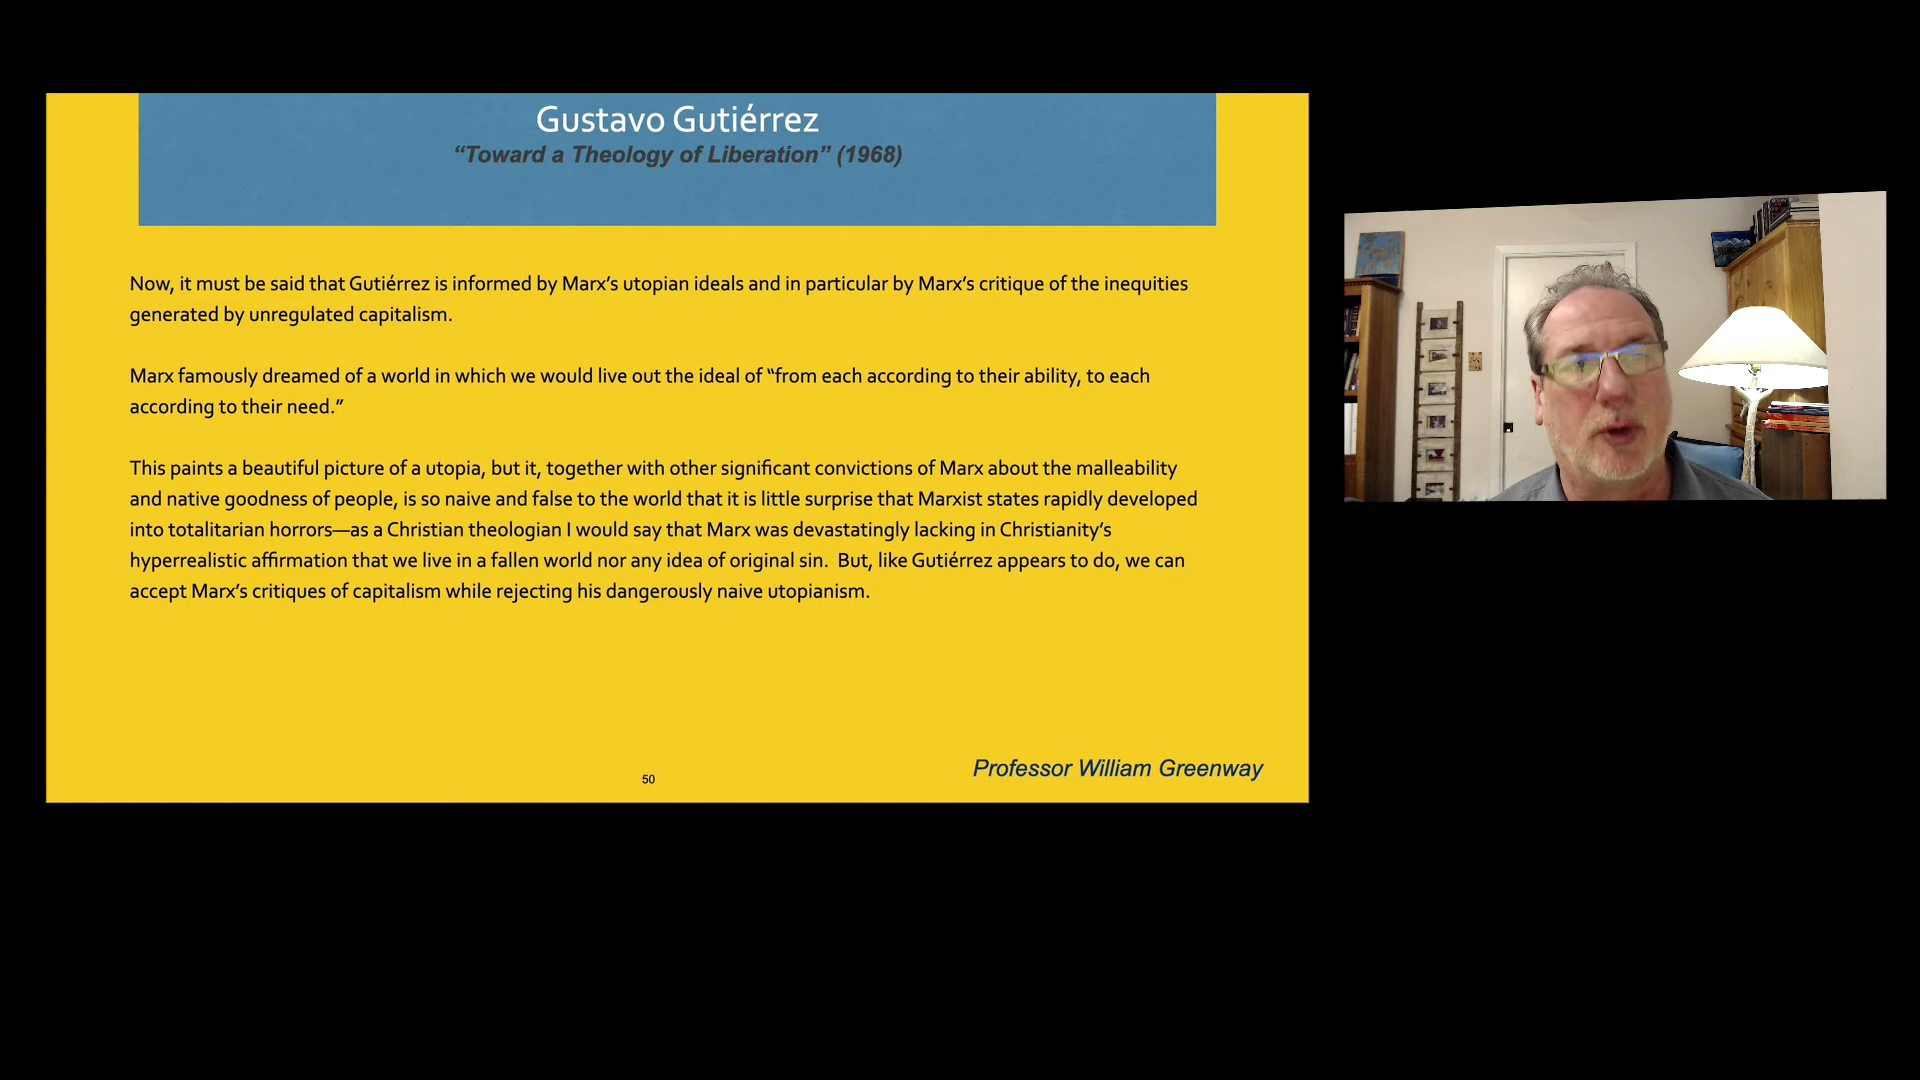 Gustavo Gutiérrez
“Toward a Theology of Liberation” (1968)
Now, it must be said that Gutiérrez is informed by Marx’s utopian ideals and in particular by Marx’s critique of the inequities
generated by unregulated capitalism.
Marx famously dreamed of a world in which we would live out the ideal of “from each according to their ability, to each
according to their need.”
This paints a beautiful picture of a utopia, but it, together with other significant convictions of Marx about the malleability
and native goodness of people, is so naive and false to the world that it is little surprise that Marxist states rapidly developed
into totalitarian horrors—as a Christian theologian I would say that Marx was devastatingly lacking in Christianity’s
hyperrealistic affirmation that we live in a fallen world nor any idea of original sin.  But, like Gutiérrez appears to do, we can
accept Marx’s critiques of capitalism while rejecting his dangerously naive utopianism.
Professor William Greenway
50